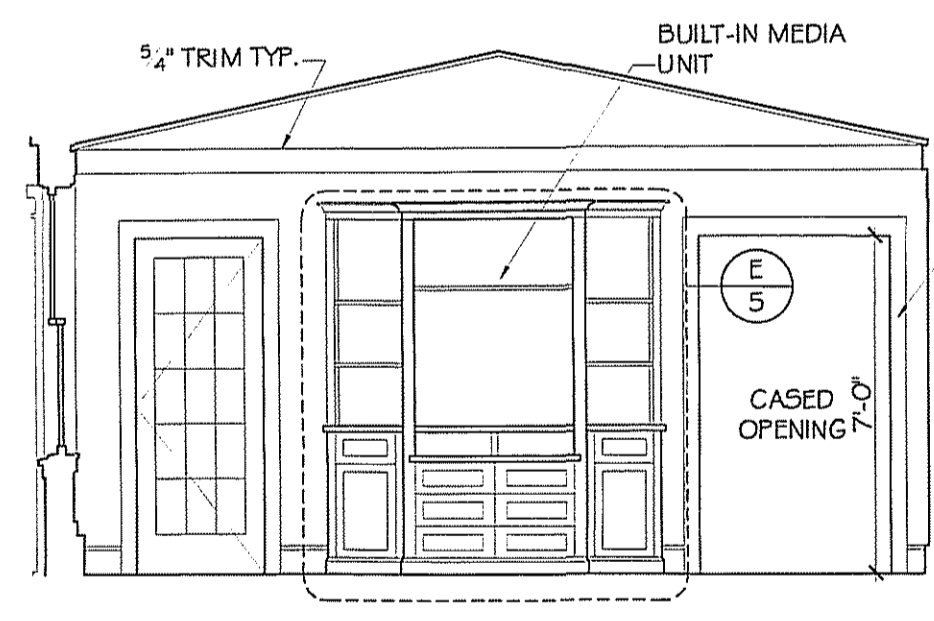 5/4" TRIM TYP.
BUILT-IN MEDIA
UNIT
E
5
CASED
OPENING
7'-0"